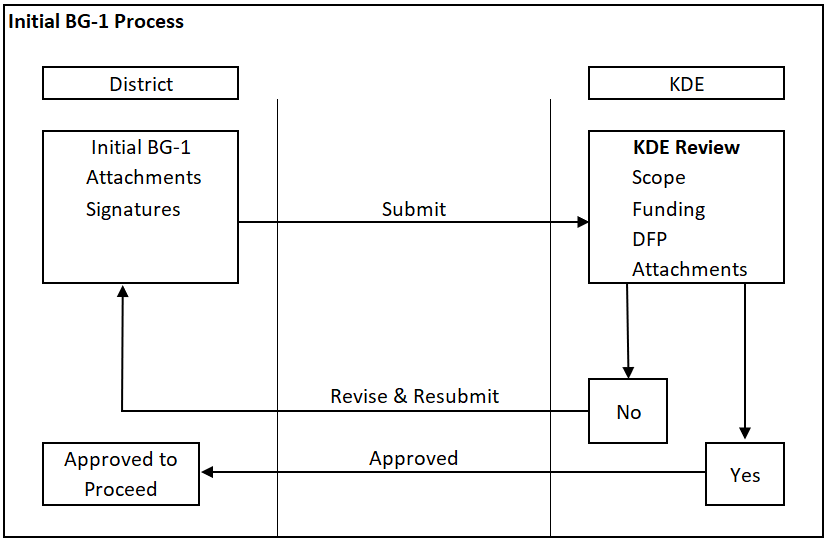 Initial BG-1 Process
District
KDE
Initial BG-1
Attachments
Signatures
Submit
KDE Review
Scope
Funding
DFP
Attachments
Revise & Resubmit
No
Approved to
Proceed
Approved
Yes